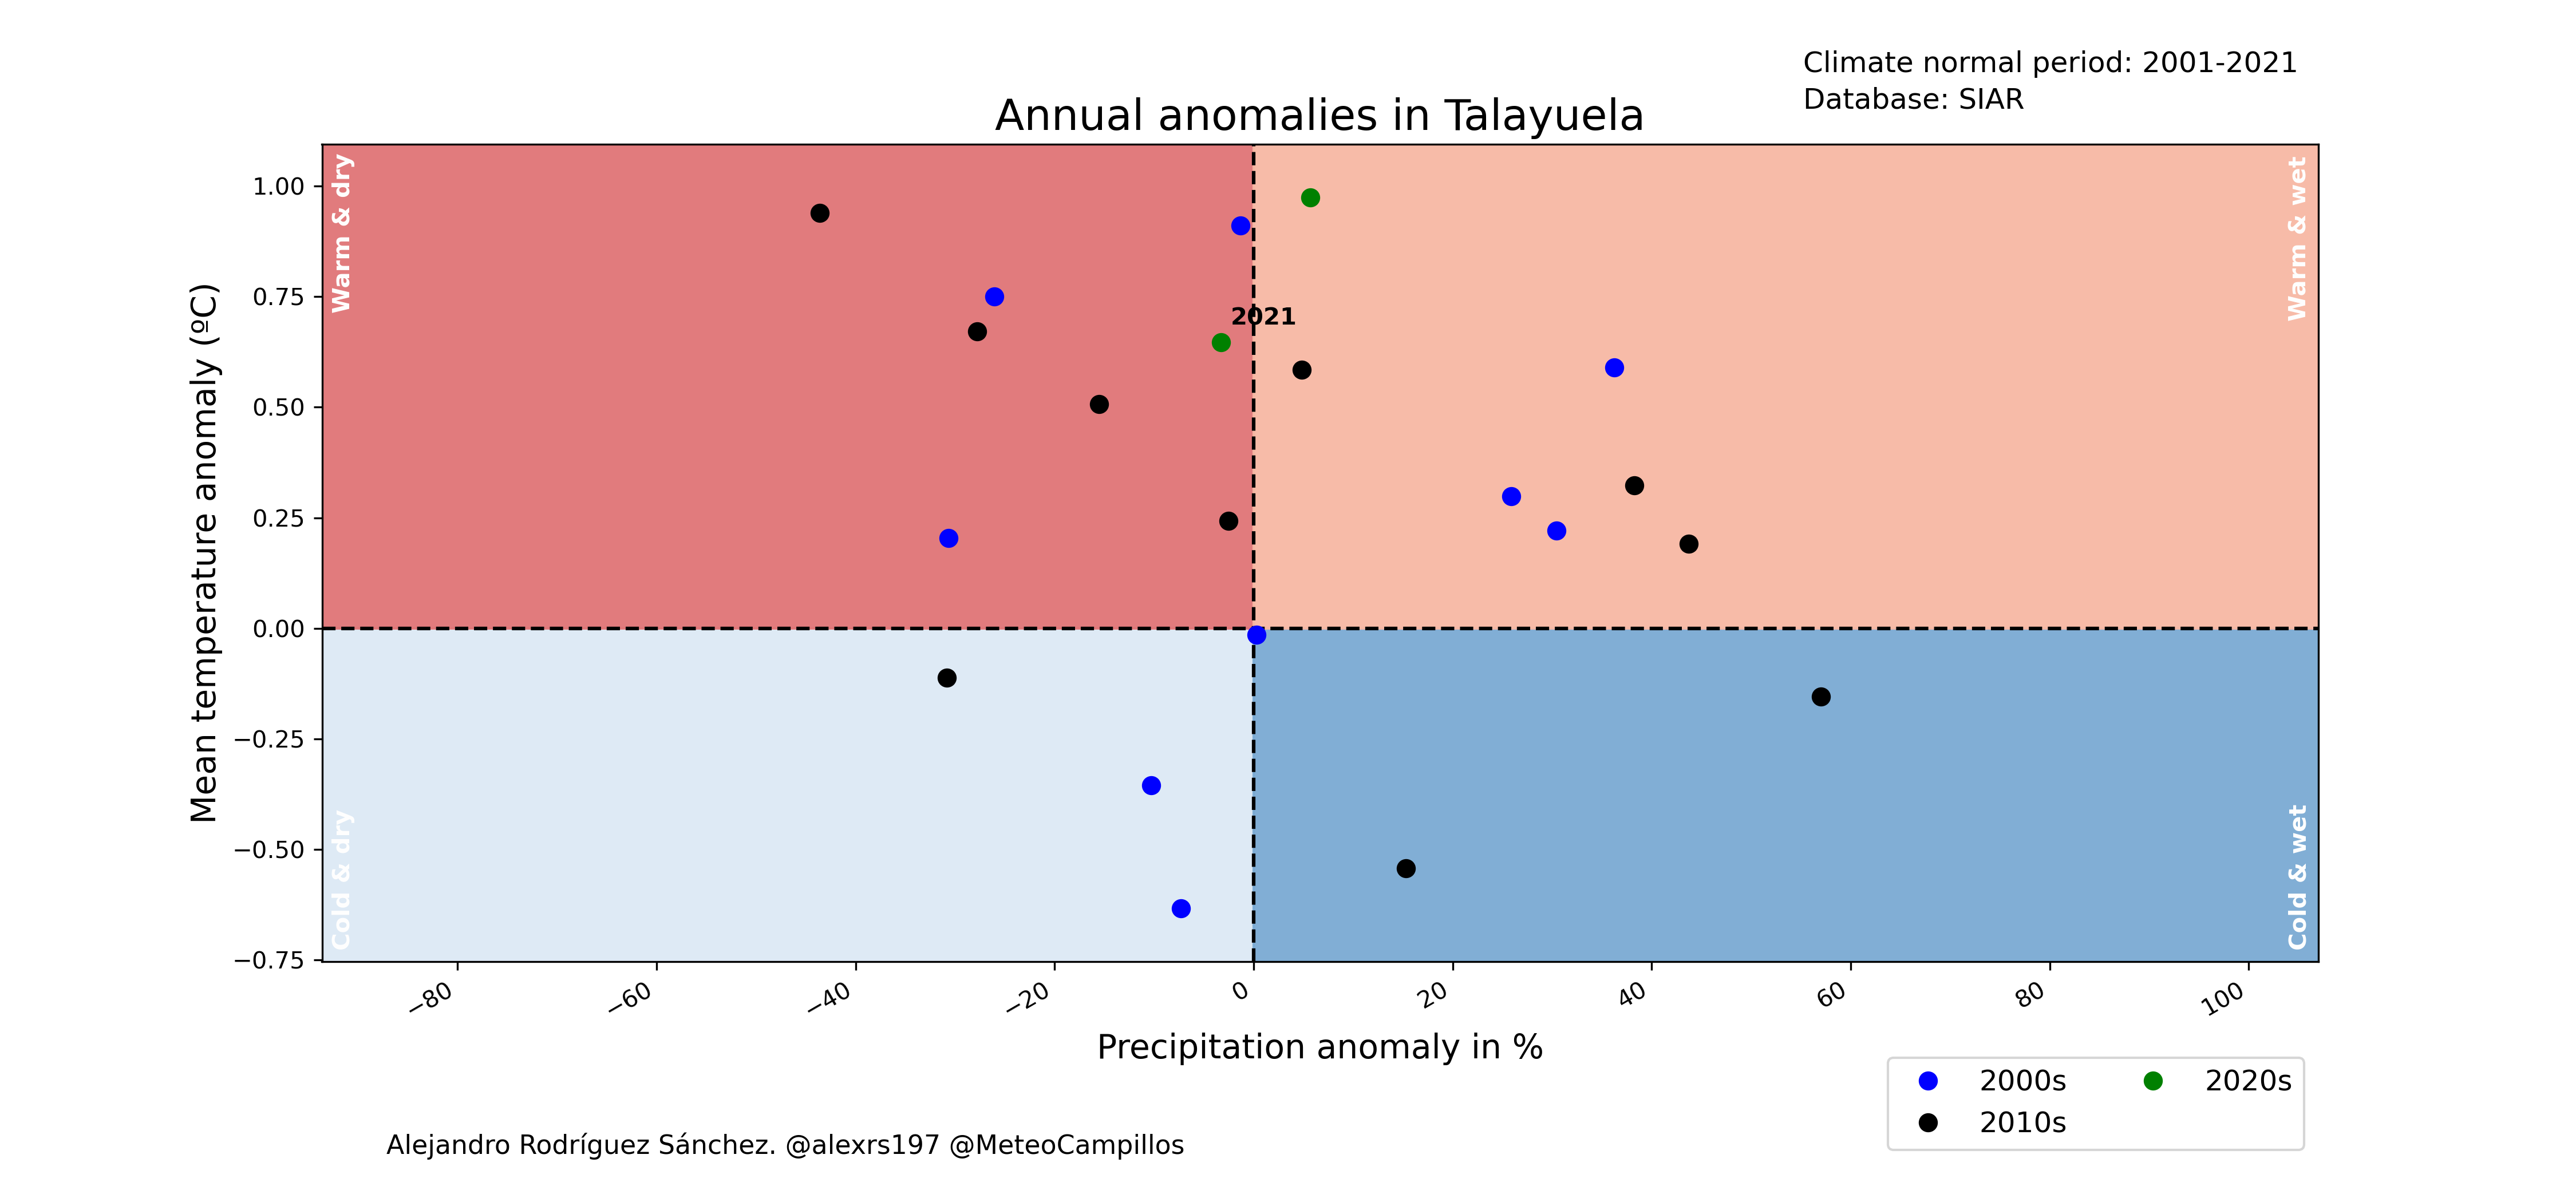 Climate normal period: 2001-2021
Database: SIAR
Annual anomalies in Talayuela
Warm & dry
Warm & wet
Cold & dry
Cold & wet
2021
Mean temperature anomaly (ºC)
1.00
0.75
0.50
0.25
0.00
−0.25
−0.50
−0.75
−80
−60
−40
−20
0
20
40
60
80
100
Precipitation anomaly in %
2000s
2010s
2020s
Alejandro Rodríguez Sánchez. @alexrs197 @MeteoCampillos